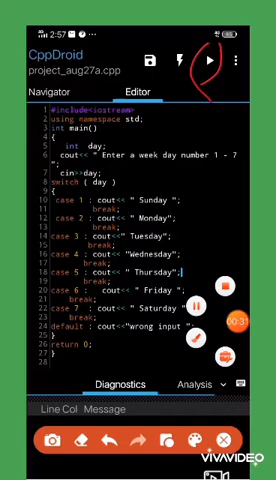 2:57
CppDroid
project_aug27a.cpp
Navigator
Editor
1 #include<iostream>
2 using namespace std;
3 int main()
4 {
5 int day;
6 cout<< " Enter a week day number 1 - 7
";
7 cin>>day;
8 switch ( day )
9 {
10 case 1 : cout<< " Sunday ";
11 break;
12 case 2 : cout<< " Monday";
13 break;
14 case 3 : cout<< " Tuesday";
15 break;
16 case 4 : cout<< "Wednesday";
17 break;
18 case 5 : cout<< " Thursday";
19 break;
20 case 6 : cout<< " Friday ";
21 break;
22 case 7 : cout<< " Saturday ";
23 break;
24 default : cout<<"wrong input ";
25 }
26 return 0;
27 }
28
00:31
Diagnostics
Analysis
Line Col Message
VIVAVIDEO